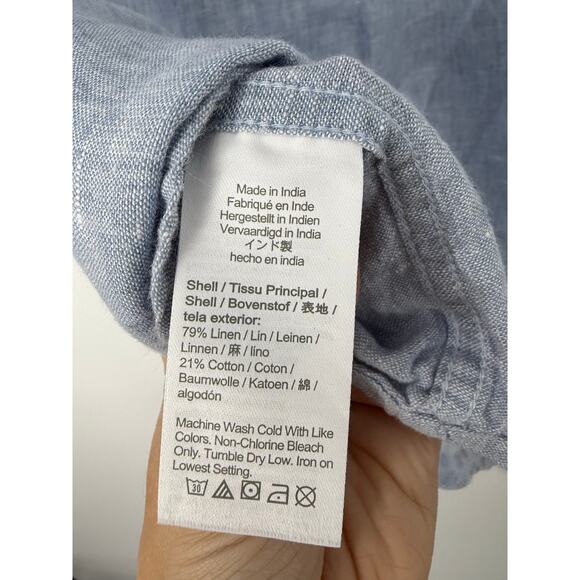 Made in India
Fabriqué en Inde
Hergestellt in Indien
Vervaardigd in India
インド製
hecho en india
Shell / Tissu Principal /
Shell / Bovenstof / 表地 /
tela exterior:
79% Linen / Lin / Leinen /
Linnen / 麻 / lino
21% Cotton / Coton /
Baumwolle / Katoen / 綿 /
algodón
Machine Wash Cold With Like
Colors. Non-Chlorine Bleach
Only. Tumble Dry Low. Iron on
Lowest Setting.
30